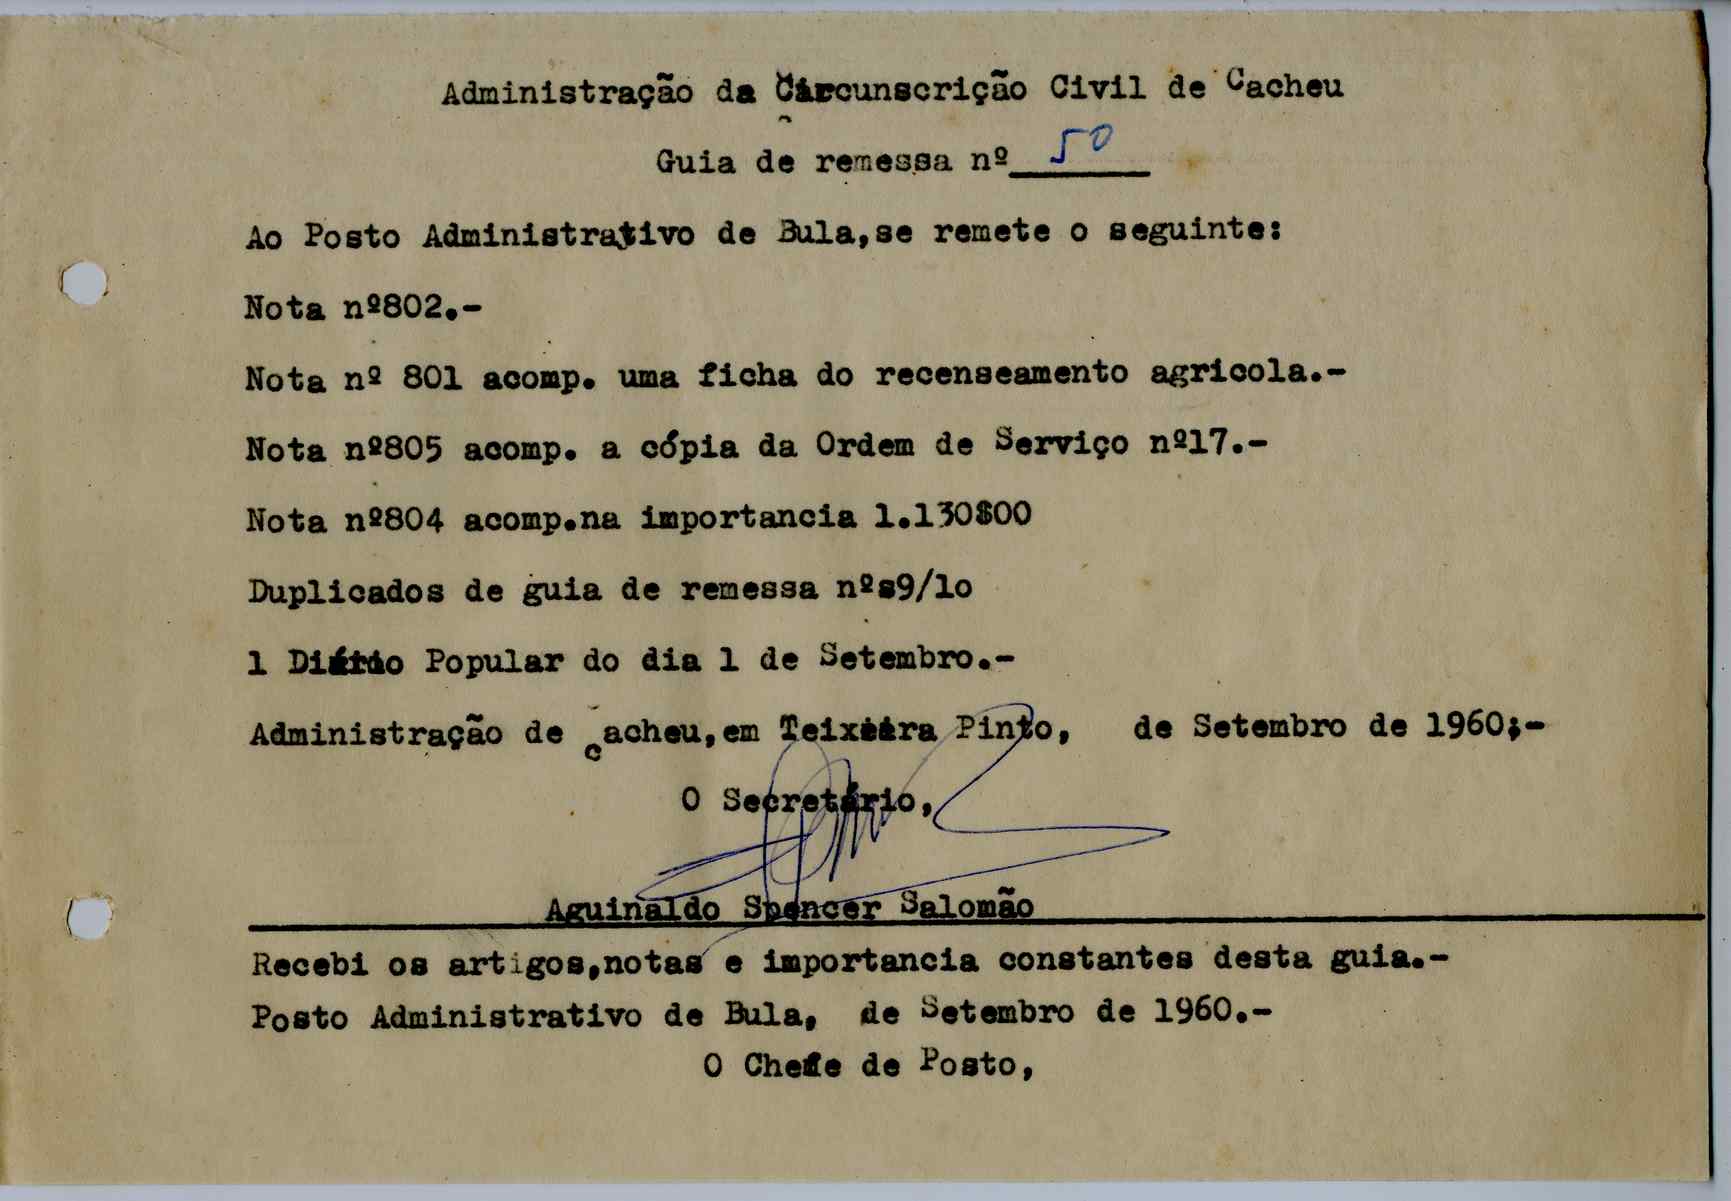 Administração da Circunscrição Civil de Cacheu
Guia de remessa nº 50
Ao Posto Administrativo de Bula,se remete o seguinte:
Nota nº802.-
Nota nº 801 acomp. uma ficha do recenseamento agricola.-
Nota nº805 acomp. a cópia da Ordem de Serviço nº17.-
Nota nº804 acomp.na importancia 1.130$00
Duplicados de guia de remessa nºs9/lo
1 Diário Popular do dia 1 de Setembro.-
Administração de cacheu,em Teixeira Pinto, de Setembro de 1960;-
O Secretário,
Aguinaldo Spencer Salomão
Recebi os artigos,notas e importancia constantes desta guia.-
Posto Administrativo de Bula, de Setembro de 1960.-
O Chefe de Posto,